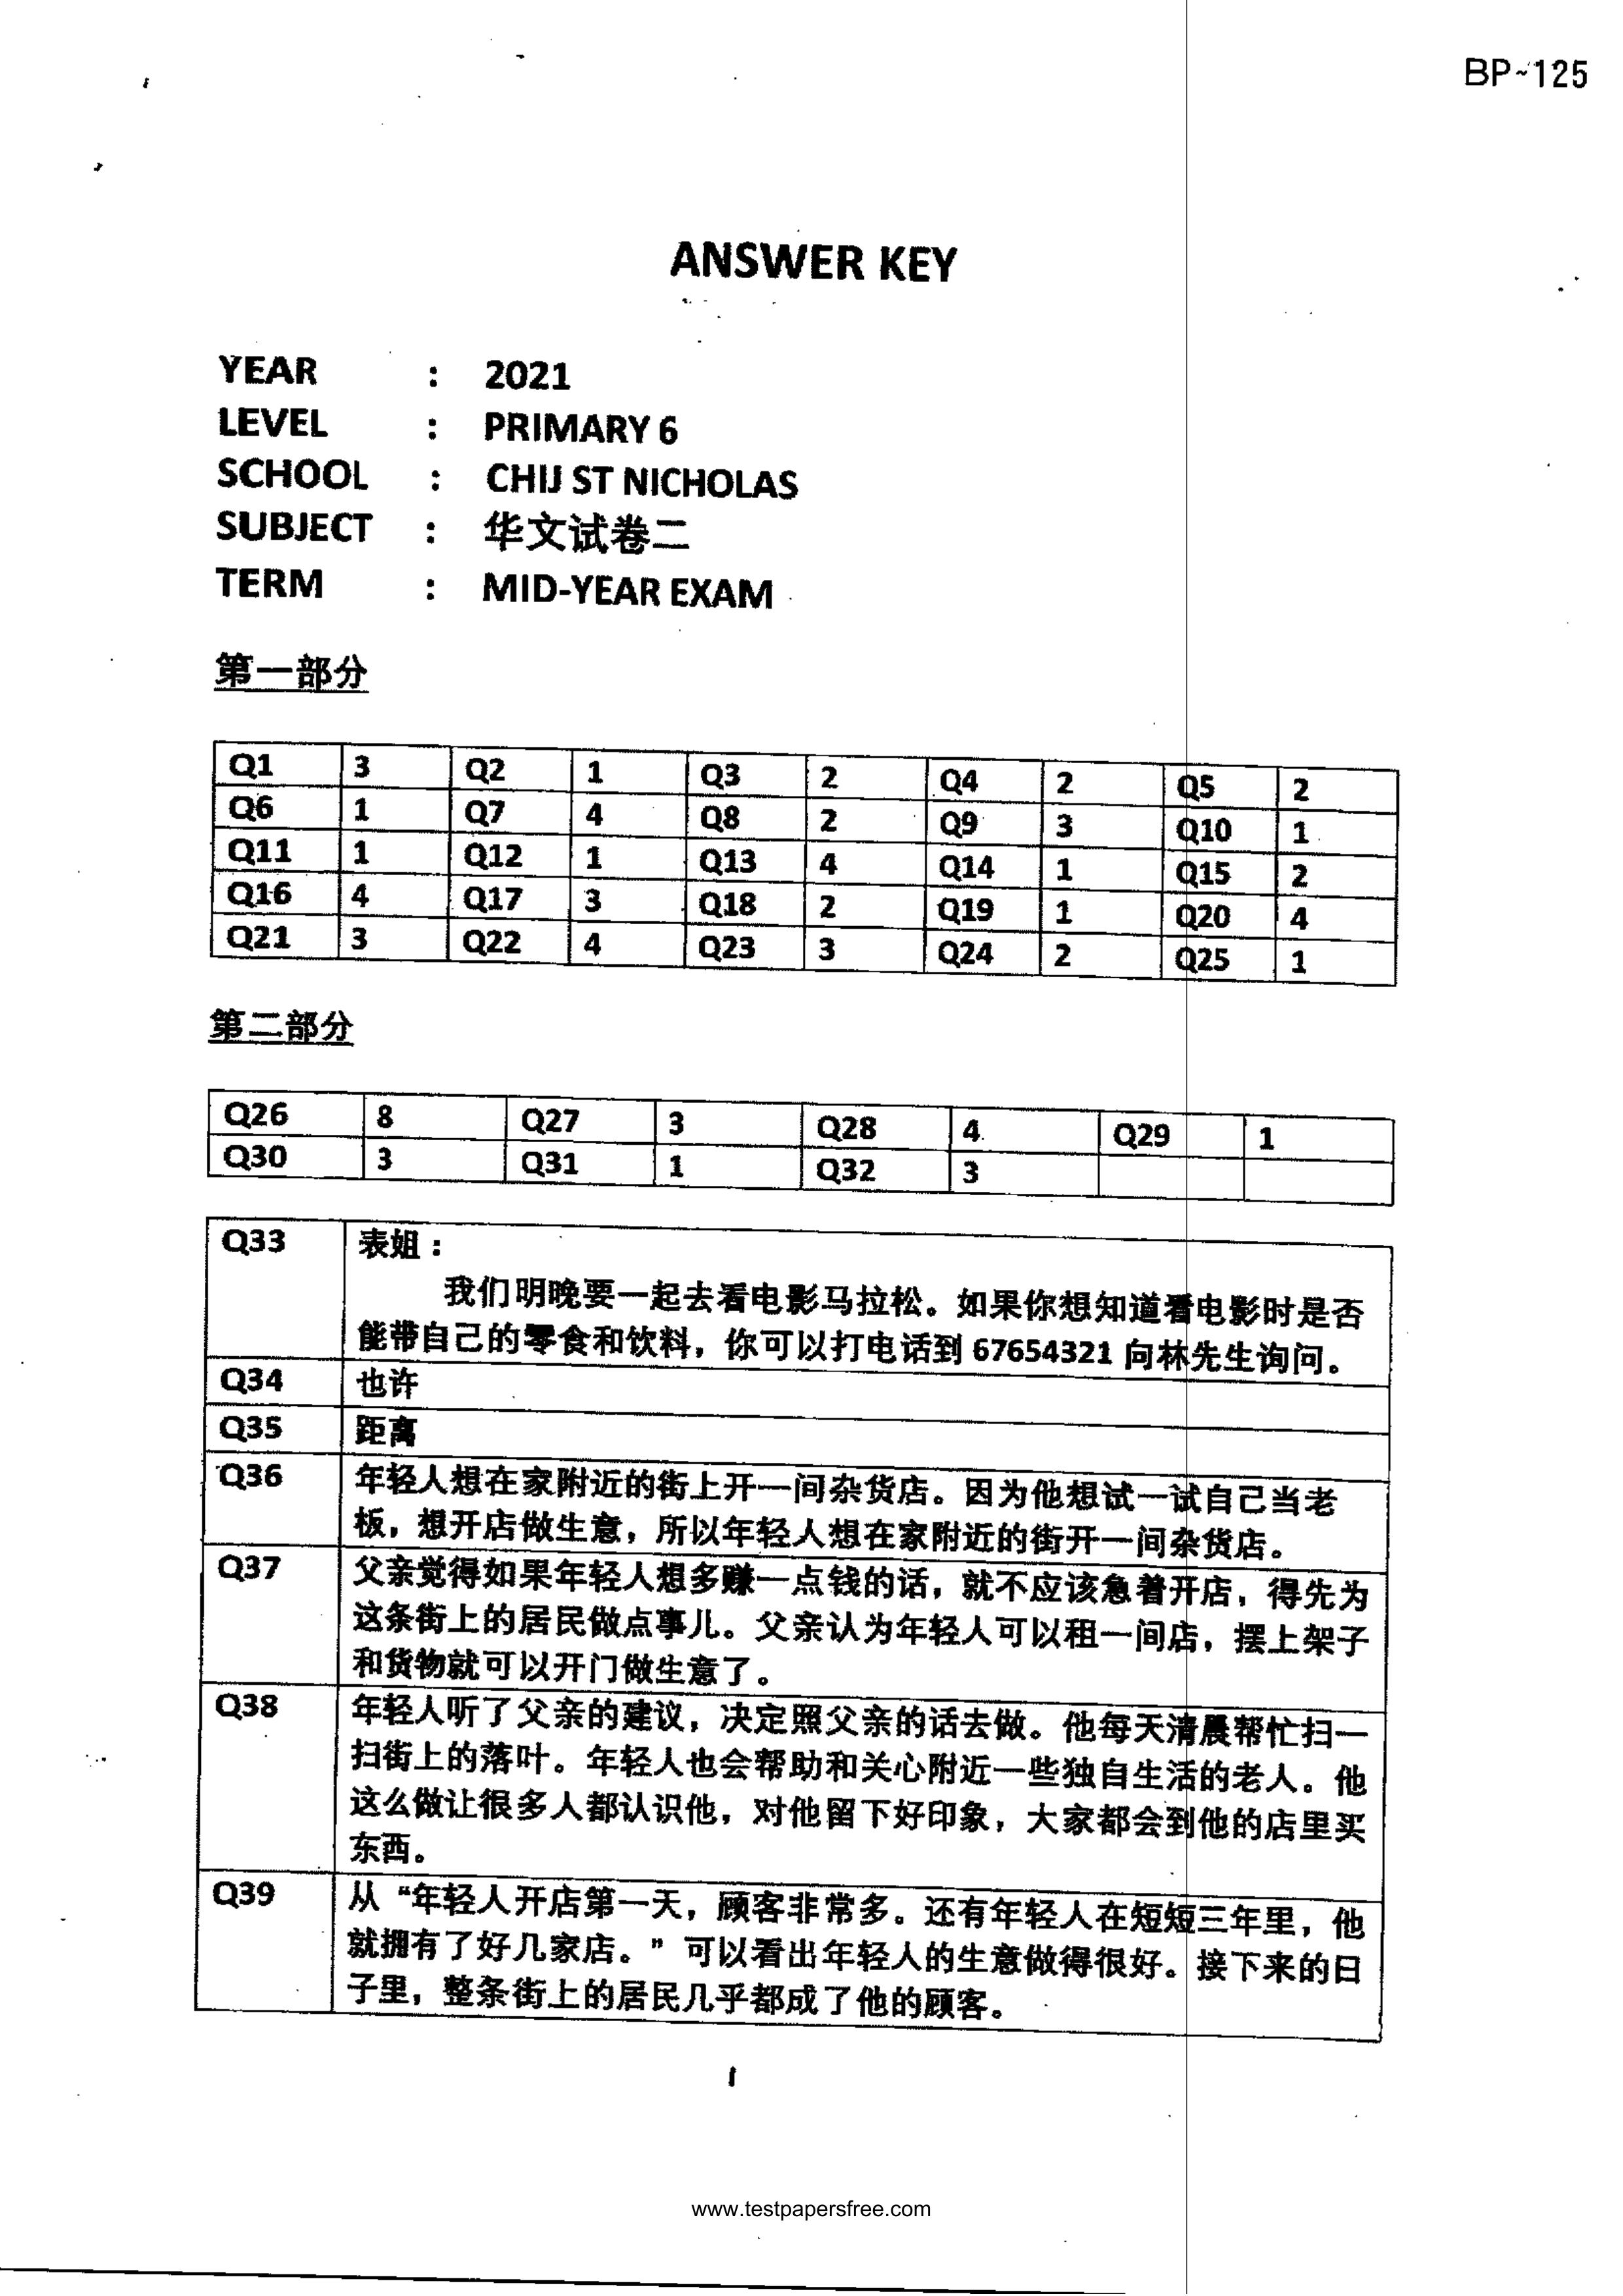 BP~125
ANSWER KEY
YEAR : 2021
LEVEL : PRIMARY 6
SCHOOL : CHIJ ST NICHOLAS
SUBJECT : 华文试卷二
TERM : MID-YEAR EXAM
第一部分
Q1 3 Q2 1 Q3 2 Q4 2 Q5 2
Q6 1 Q7 4 Q8 2 Q9 3 Q10 1
Q11 1 Q12 1 Q13 4 Q14 1 Q15 2
Q16 4 Q17 3 Q18 2 Q19 1 Q20 4
Q21 3 Q22 4 Q23 3 Q24 2 Q25 1
第二部分
Q26 8 Q27 3 Q28 4 Q29 1
Q30 3 Q31 1 Q32 3
Q33 表姐：
我们明晚要一起去看电影马拉松。如果你想知道看电影时是否
能带自己的零食和饮料，你可以打电话到 67654321 向林先生询问。
Q34 也许
Q35 距离
Q36 年轻人想在家附近的街上开一间杂货店。因为他想试一试自己当老
板，想开店做生意，所以年轻人想在家附近的街开一间杂货店。
Q37 父亲觉得如果年轻人想多赚一点钱的话，就不应该急着开店，得先为
这条街上的居民做点事儿。父亲认为年轻人可以租一间店，摆上架子
和货物就可以开门做生意了。
Q38 年轻人听了父亲的建议，决定照父亲的话去做。他每天清晨帮忙扫一
扫街上的落叶。年轻人也会帮助和关心附近一些独自生活的老人。他
这么做让很多人都认识他，对他留下好印象，大家都会到他的店里买
东西。
Q39 从“年轻人开店第一天，顾客非常多。还有年轻人在短短三年里，他
就拥有了好几家店。”可以看出年轻人的生意做得很好。接下来的日
子里，整条街上的居民几乎都成了他的顾客。
1
www.testpapersfree.com